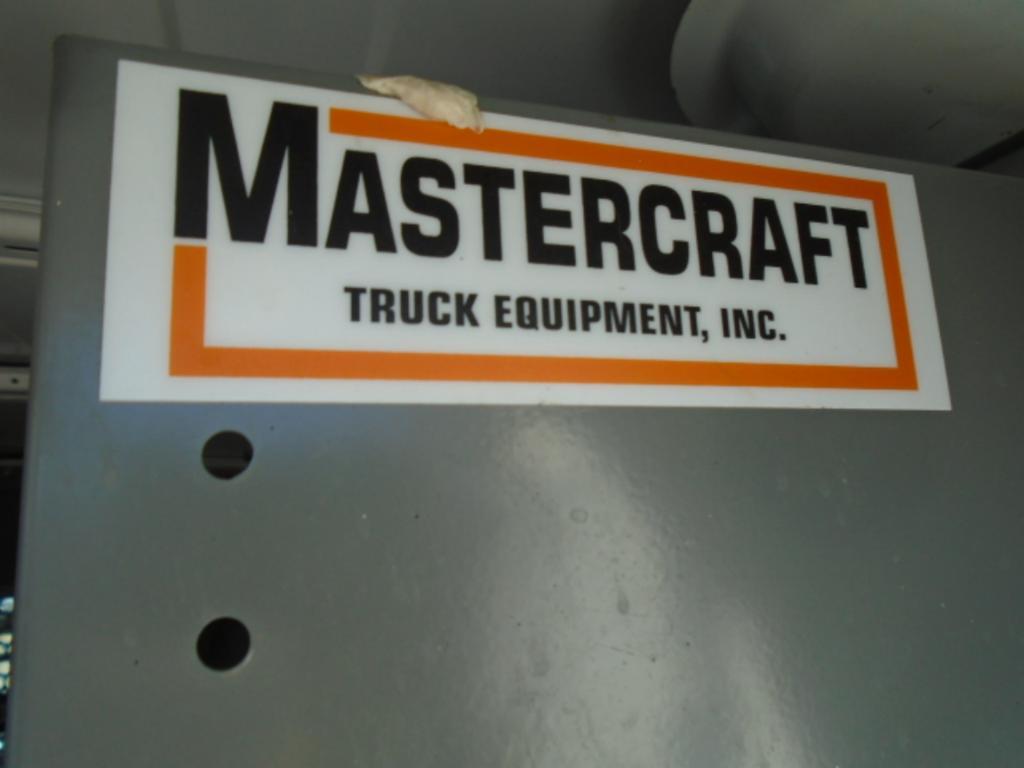 MASTERCRAFT
TRUCK EQUIPMENT, INC.